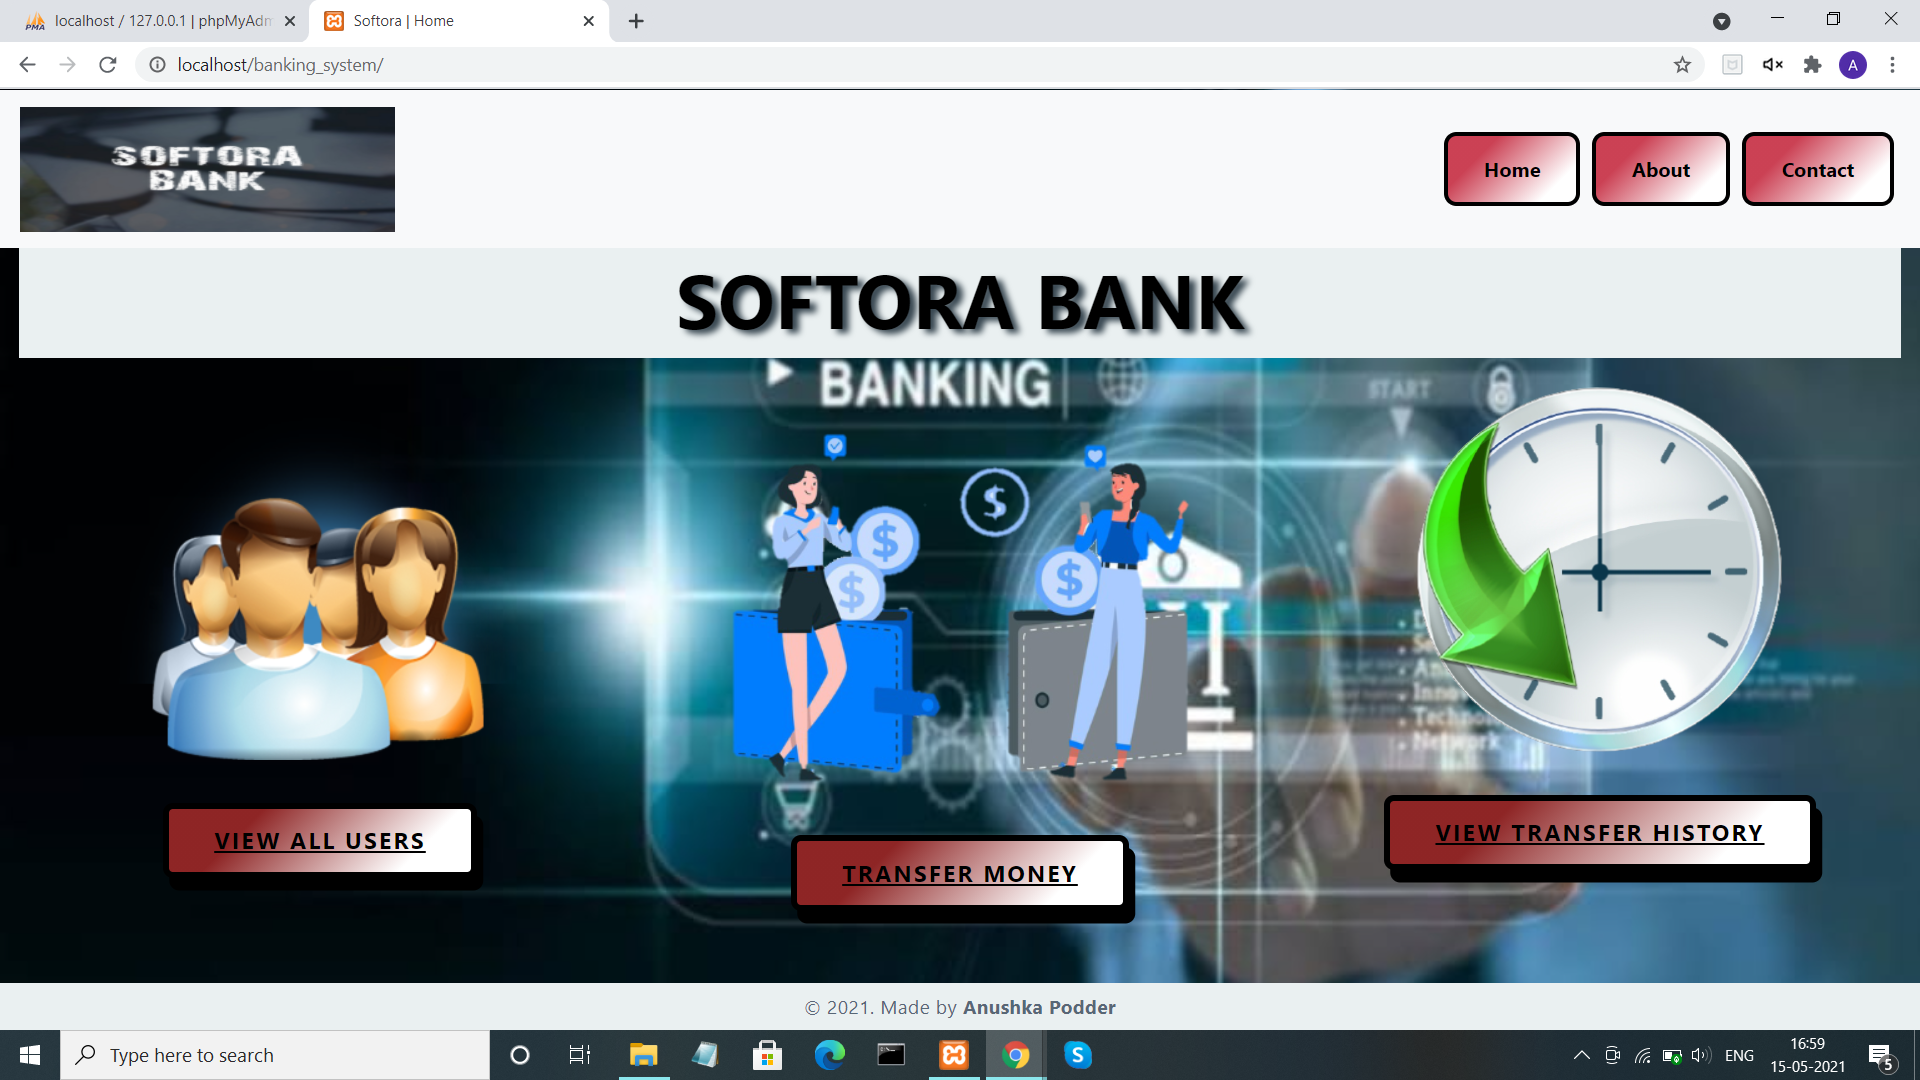 localhost / 127.0.0.1 | phpMyAdm
Softora | Home
localhost/banking_system/
A
SOFTORA
BANK
Home
About
Contact
SOFTORA BANK
BANKING
START
VIEW ALL USERS
TRANSFER MONEY
VIEW TRANSFER HISTORY
© 2021. Made by Anushka Podder
Type here to search
ENG
16:59
15-05-2021
5